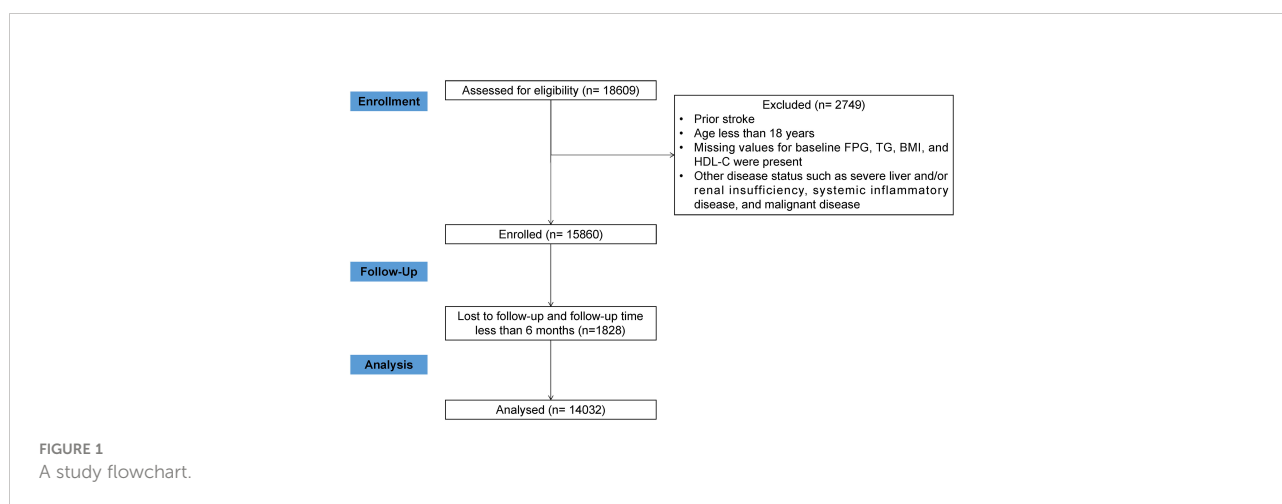 Enrollment
Assessed for eligibility (n= 18609)
Excluded (n= 2749)
• Prior stroke
• Age less than 18 years
• Missing values for baseline FPG, TG, BMI, and
HDL-C were present
• Other disease status such as severe liver and/or
renal insufficiency, systemic inflammatory
disease, and malignant disease
Enrolled (n= 15860)
Follow-Up
Lost to follow-up and follow-up time
less than 6 months (n=1828)
Analysis
Analysed (n= 14032)
FIGURE 1
A study flowchart.